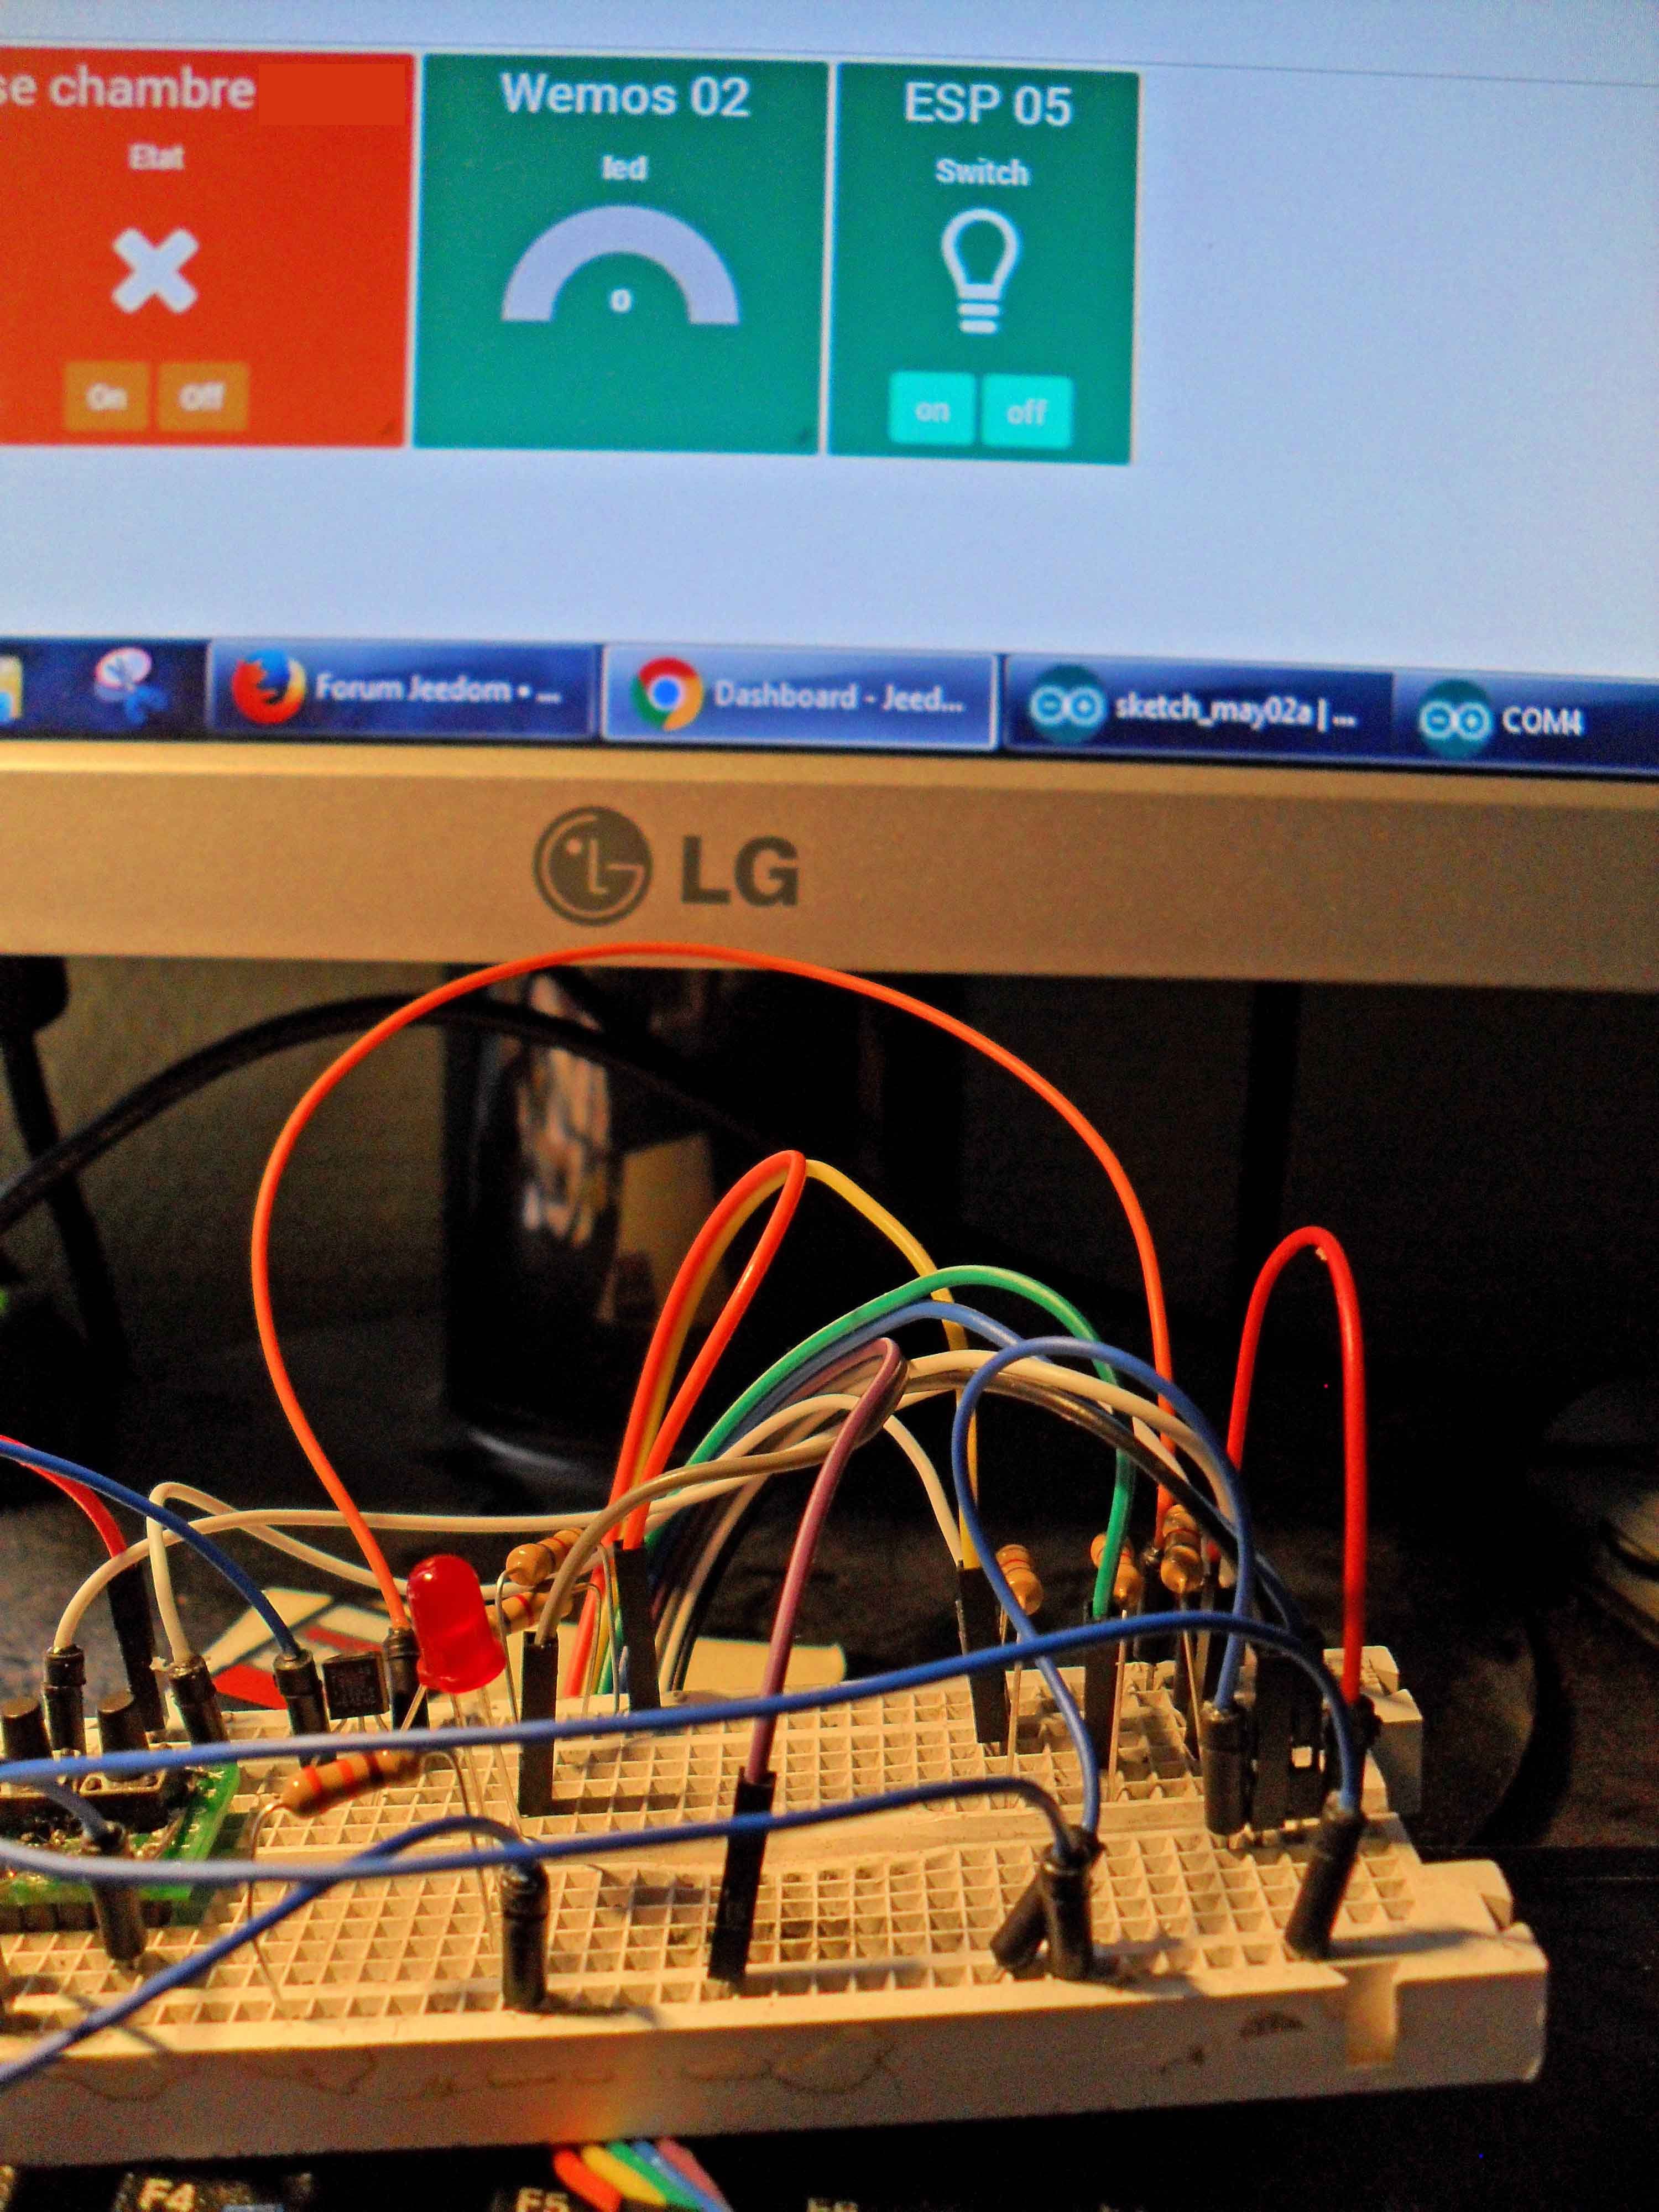 se chambre
Etat
On Off
Wemos 02
led
0
ESP 05
Switch
on off
Forum Jeedom • ...
Dashboard - Jeed...
sketch_may02a | ...
COM4
LG
F4
F5